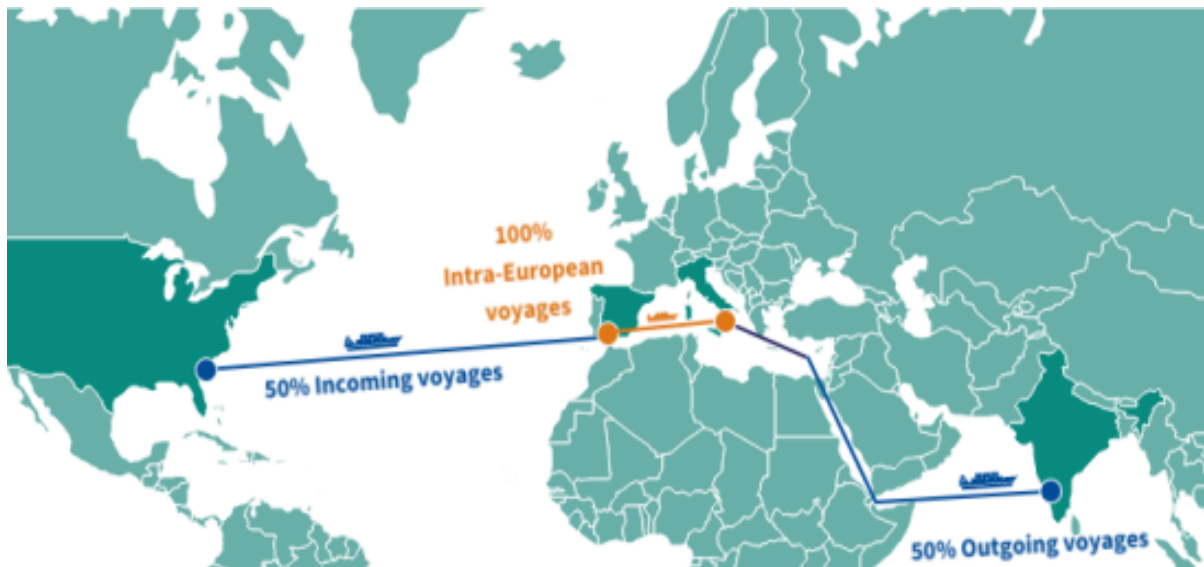 100%
Intra-European
voyages
50% Incoming voyages
50% Outgoing voyages